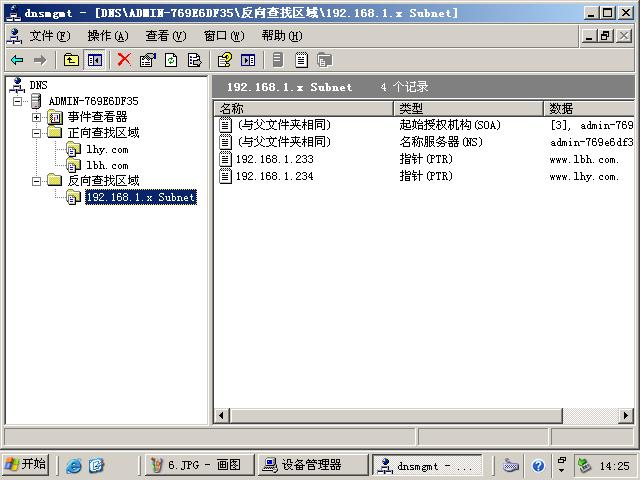 dnsmgmt - [DNS\ADMIN-769E6DF35\反向查找区域\192.168.1.x Subnet]
文件(F) 操作(A) 查看(V) 窗口(W) 帮助(H)
DNS
ADMIN-769E6DF35
事件查看器
正向查找区域
lhy.com
lbh.com
反向查找区域
192.168.1.x Subnet
192.168.1.x Subnet 4 个记录
名称 类型 数据
(与父文件夹相同) 起始授权机构(SOA) [3], admin-769
(与父文件夹相同) 名称服务器(NS) admin-769e6df3
192.168.1.233 指针(PTR) www.lbh.com.
192.168.1.234 指针(PTR) www.lhy.com.
开始 6.JPG - 画图 设备管理器 dnsmgmt - ... 14:25